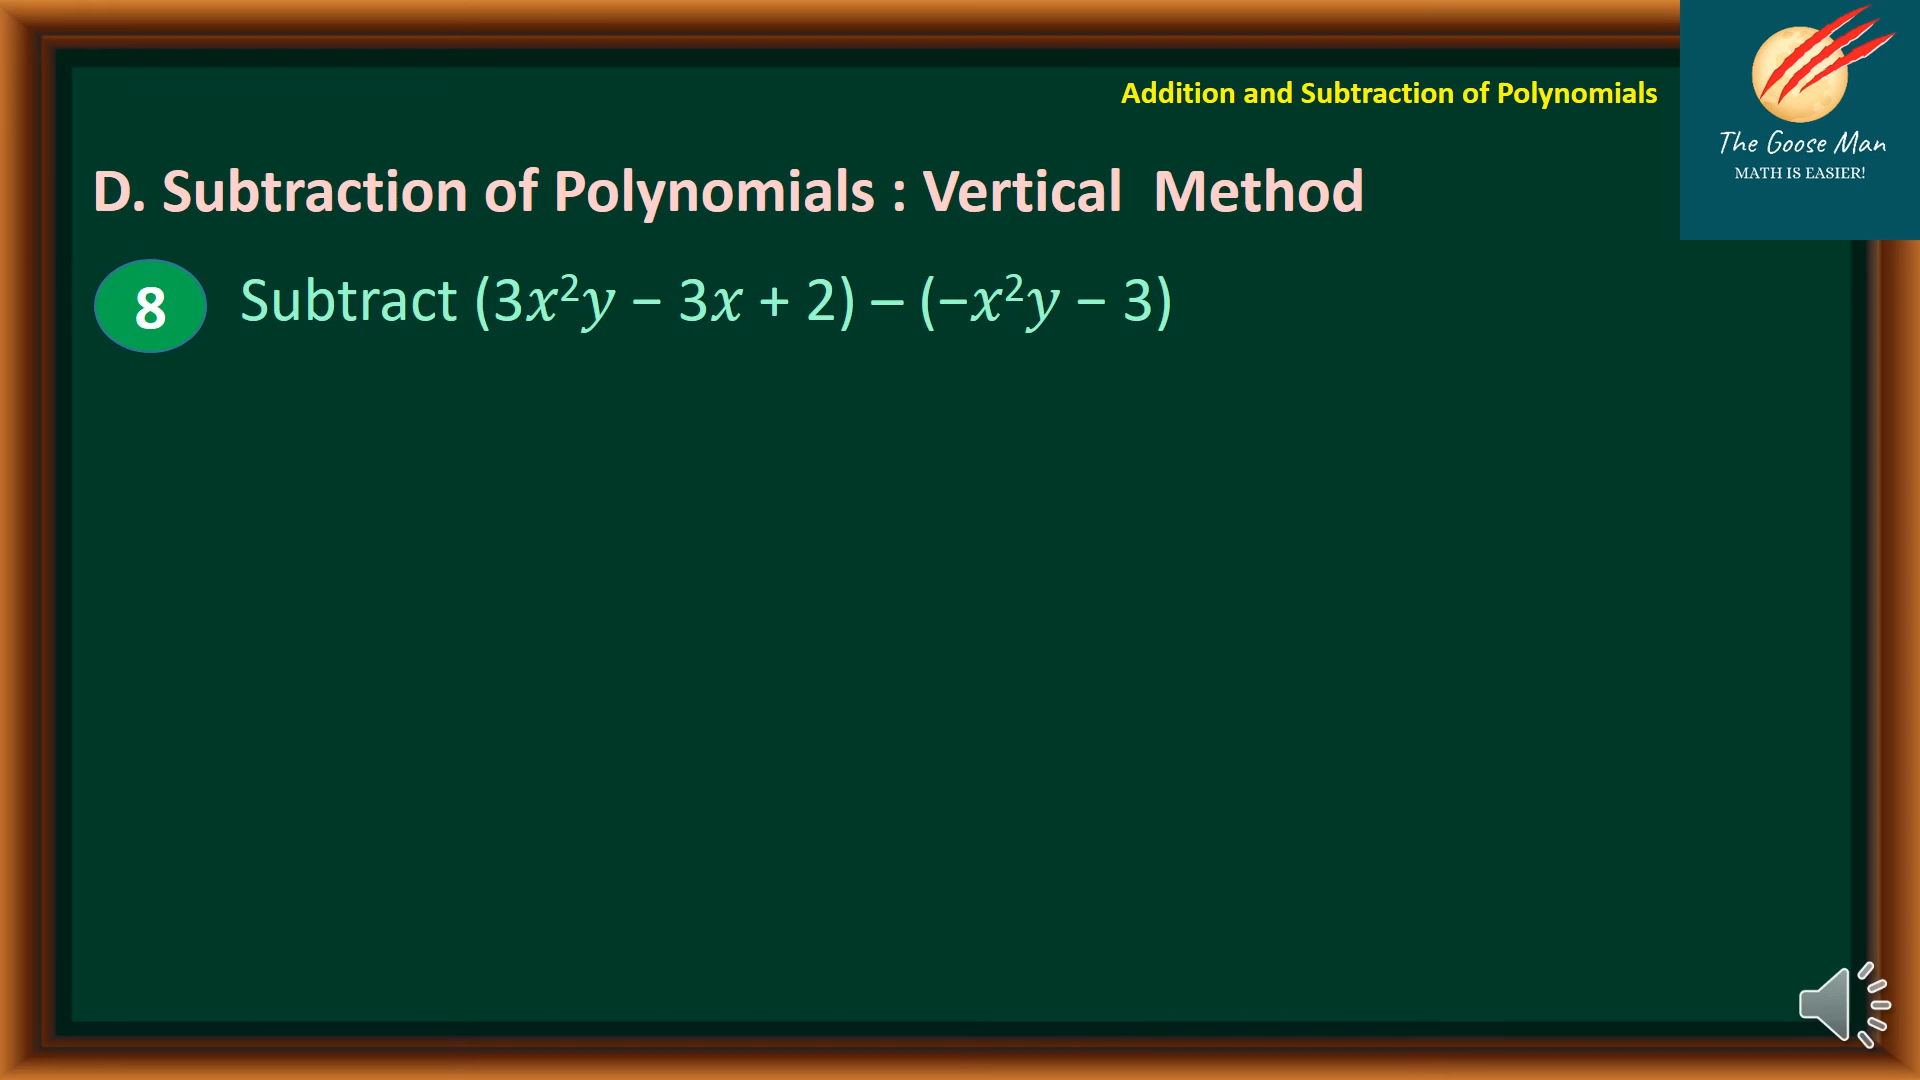 Addition and Subtraction of Polynomials
The Goose Man
MATH IS EASIER!
D. Subtraction of Polynomials : Vertical Method
8 Subtract (3x²y − 3x + 2) – (−x²y − 3)